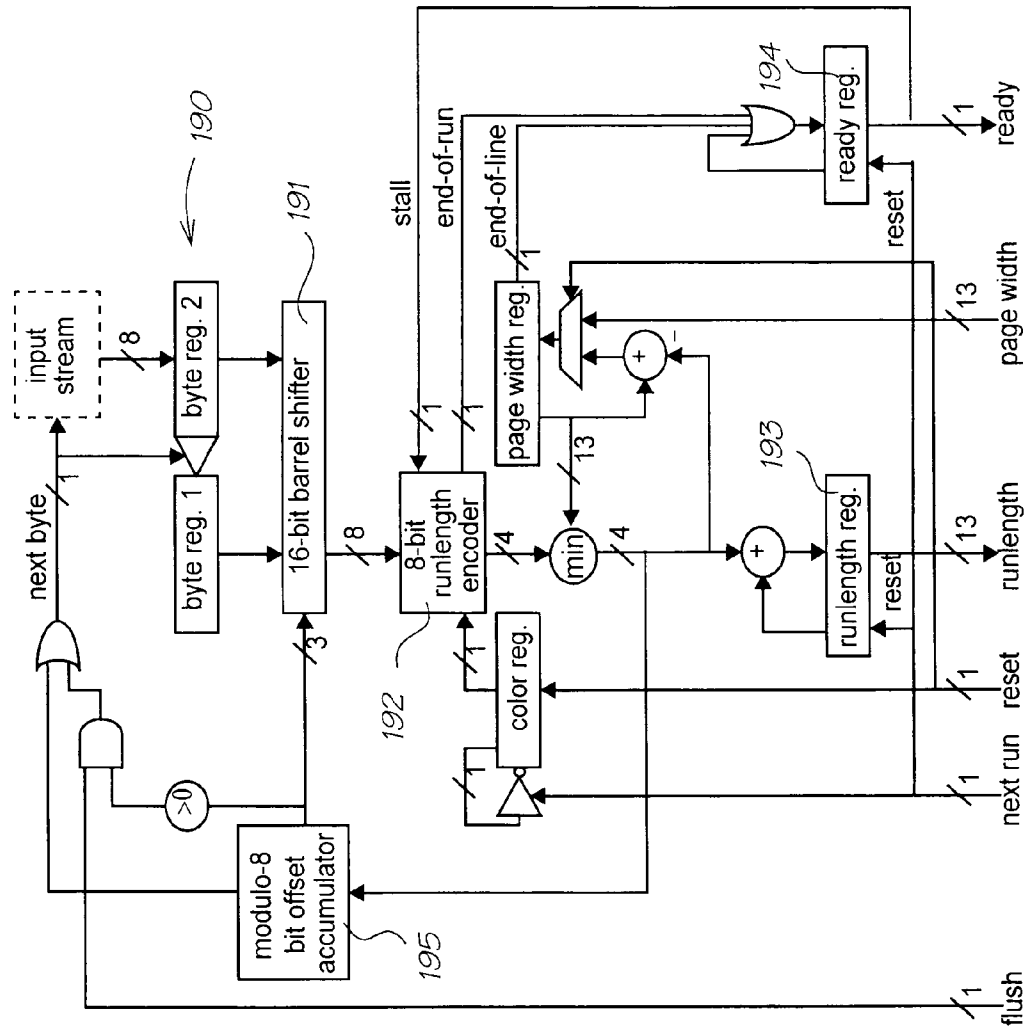 input
stream
next byte
1
8
byte reg. 1
byte reg. 2
190
16-bit barrel shifter
191
3
8
>0
modulo-8
bit offset
accumulator
195
8-bit
runlength
encoder
192
stall
1
end-of-run
1
end-of-line
1
page width reg.
color reg.
1
1
4
min
13
4
+
-
+
runlength reg.
193
reset
ready reg.
194
reset
1
flush
1
next run
1
reset
13
runlength
13
page width
1
ready